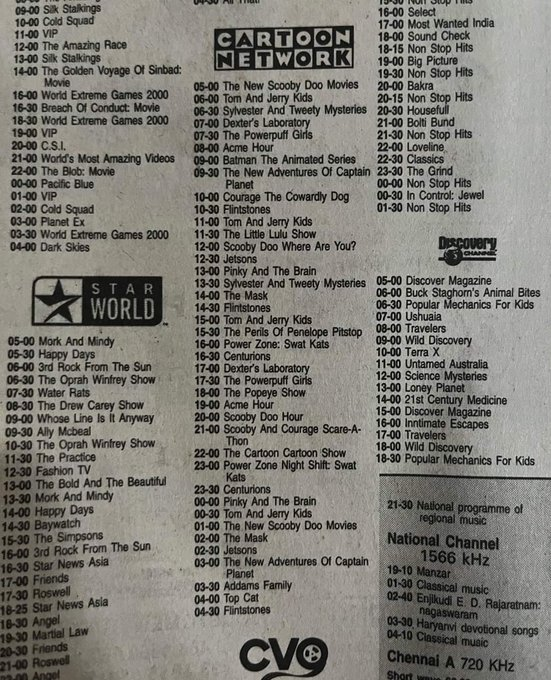 09-00 Silk Stalkings
10-00 Cold Squad
11-00 VIP
12-00 The Amazing Race
13-00 Silk Stalkings
14-00 The Golden Voyage Of Sinbad:
Movie
16-00 World Extreme Games 2000
16-30 Breach Of Conduct: Movie
18-30 World Extreme Games 2000
19-00 VIP
20-00 C.S.I.
21-00 World's Most Amazing Videos
22-00 The Blob: Movie
00-00 Pacific Blue
01-00 VIP
02-00 Cold Squad
03-00 Planet Ex
03-30 World Extreme Games 2000
04-00 Dark Skies
STAR
WORLD
05-00 Mork And Mindy
05-30 Happy Days
06-00 3rd Rock From The Sun
06-30 The Oprah Winfrey Show
07-30 Water Rats
08-30 The Drew Carey Show
09-00 Whose Line Is It Anyway
09-30 Ally Mcbeal
10-30 The Oprah Winfrey Show
11-30 The Practice
12-30 Fashion TV
13-00 The Bold And The Beautiful
13-30 Mork And Mindy
14-00 Happy Days
14-30 Baywatch
15-30 The Simpsons
16-00 3rd Rock From The Sun
16-30 Star News Asia
17-00 Friends
17-30 Roswell
18-25 Star News Asia
18-30 Angel
19-30 Martial Law
20-30 Friends
21-00 Roswell
Angel
04-30 All That!
CARTOON
NETWORK
05-00 The New Scooby Doo Movies
06-00 Tom And Jerry Kids
06-30 Sylvester And Tweety Mysteries
07-00 Dexter's Laboratory
07-30 The Powerpuff Girls
08-00 Acme Hour
09-00 Batman The Animated Series
09-30 The New Adventures Of Captain
Planet
10-00 Courage The Cowardly Dog
10-30 Flintstones
11-00 Tom And Jerry Kids
11-30 The Little Lulu Show
12-00 Scooby Doo Where Are You?
12-30 Jetsons
13-00 Pinky And The Brain
13-30 Sylvester And Tweety Mysteries
14-00 The Mask
14-30 Flintstones
15-00 Tom And Jerry Kids
15-30 The Perils Of Penelope Pitstop
16-00 Power Zone: Swat Kats
16-30 Centurions
17-00 Dexter's Laboratory
17-30 The Powerpuff Girls
18-00 The Popeye Show
19-00 Acme Hour
20-00 Scooby Doo Hour
21-00 Scooby And Courage Scare-A-
Thon
22-00 The Cartoon Cartoon Show
23-00 Power Zone Night Shift: Swat
Kats
23-30 Centurions
00-00 Pinky And The Brain
00-30 Tom And Jerry Kids
01-00 The New Scooby Doo Movies
02-00 The Mask
02-30 Jetsons
03-00 The New Adventures Of Captain
Planet
03-30 Addams Family
04-00 Top Cat
04-30 Flintstones
CV9
15-30 Non Stop Hits
16-00 Select
17-00 Most Wanted India
18-00 Sound Check
18-15 Non Stop Hits
19-00 Big Picture
19-30 Non Stop Hits
20-00 Bakra
20-15 Non Stop Hits
20-30 Housefull
21-00 Bolti Bund
21-30 Non Stop Hits
22-00 Loveline
22-30 Classics
23-30 The Grind
00-00 Non Stop Hits
00-30 In Control: Jewel
01-30 Non Stop Hits
Discovery
CHANNEL
05-00 Discover Magazine
06-00 Buck Staghorn's Animal Bites
06-30 Popular Mechanics For Kids
07-00 Ushuaia
08-00 Travelers
09-00 Wild Discovery
10-00 Terra X
11-00 Untamed Australia
12-00 Science Mysteries
13-00 Loney Planet
14-00 21st Century Medicine
15-00 Discover Magazine
16-00 Inntimate Escapes
17-00 Travelers
18-00 Wild Discovery
18-30 Popular Mechanics For Kids
21-30 National programme of
regional music
National Channel
1566 kHz
19-10 Manzar
01-30 Classical music
02-40 Enjikudi E. D. Rajaratnam:
nagaswaram
03-30 Haryanvi devotional songs
04-10 Classical music
Chennai A 720 KHz
Short wave